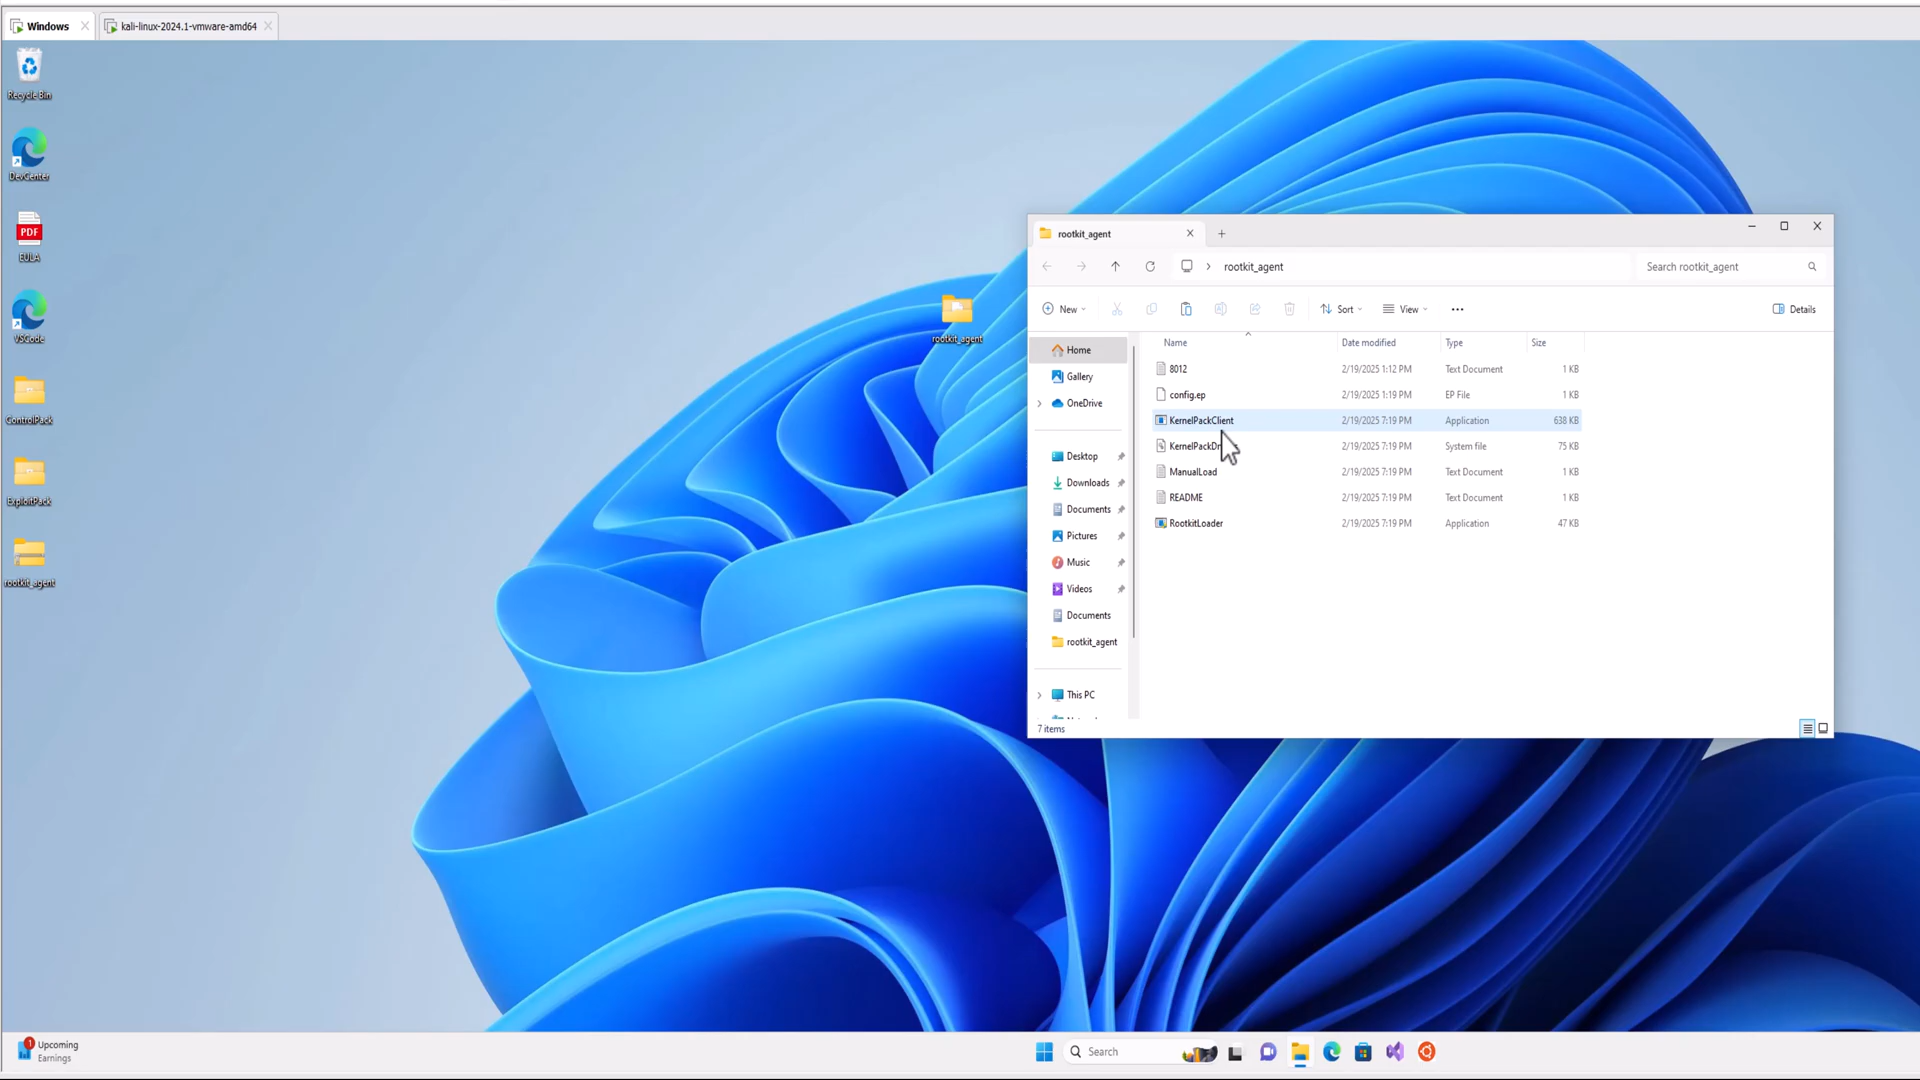 Windows
kali-linux-2024.1-vmware-amd64
Recycle Bin
DevCenter
PDF
EULA
VSCode
ControlPack
ExploitPack
rootkit_agent
rootkit_agent
rootkit_agent
rootkit_agent
Search rootkit_agent
New
Sort
View
Details
Home
Gallery
OneDrive
Desktop
Downloads
Documents
Pictures
Music
Videos
Documents
rootkit_agent
This PC
Name Date modified Type Size
8012 2/19/2025 1:12 PM Text Document 1 KB
config.ep 2/19/2025 1:19 PM EP File 1 KB
KernelPackClient 2/19/2025 7:19 PM Application 638 KB
KernelPackDr 2/19/2025 7:19 PM System file 75 KB
ManualLoad 2/19/2025 7:19 PM Text Document 1 KB
README 2/19/2025 7:19 PM Text Document 1 KB
RootkitLoader 2/19/2025 7:19 PM Application 47 KB
7 items
1
Upcoming
Earnings
Search